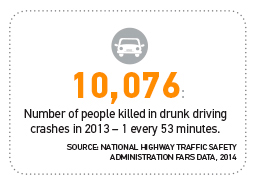 10,076:
Number of people killed in drunk driving
crashes in 2013 – 1 every 53 minutes.
SOURCE: NATIONAL HIGHWAY TRAFFIC SAFETY
ADMINISTRATION FARS DATA, 2014